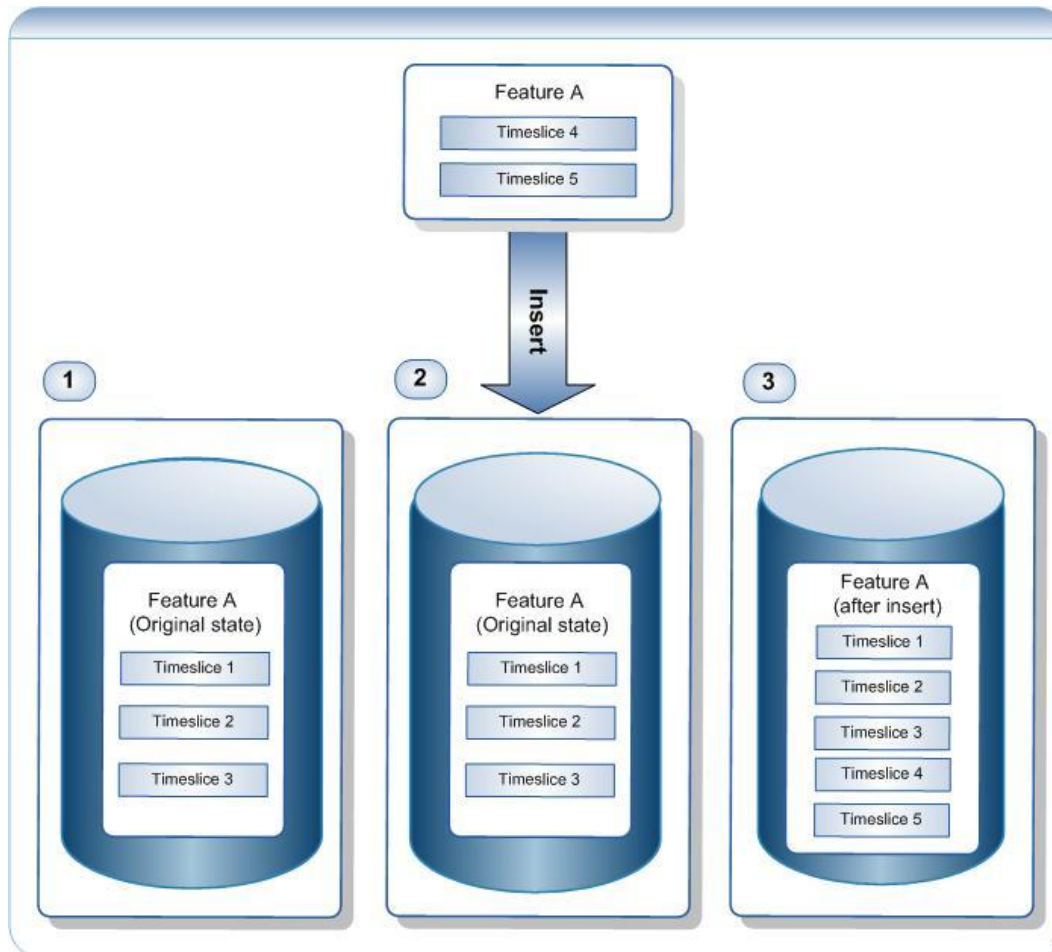 Feature A
Timeslice 4
Timeslice 5
Insert
1
2
3
Feature A
(Original state)
Timeslice 1
Timeslice 2
Timeslice 3
Feature A
(Original state)
Timeslice 1
Timeslice 2
Timeslice 3
Feature A
(after insert)
Timeslice 1
Timeslice 2
Timeslice 3
Timeslice 4
Timeslice 5